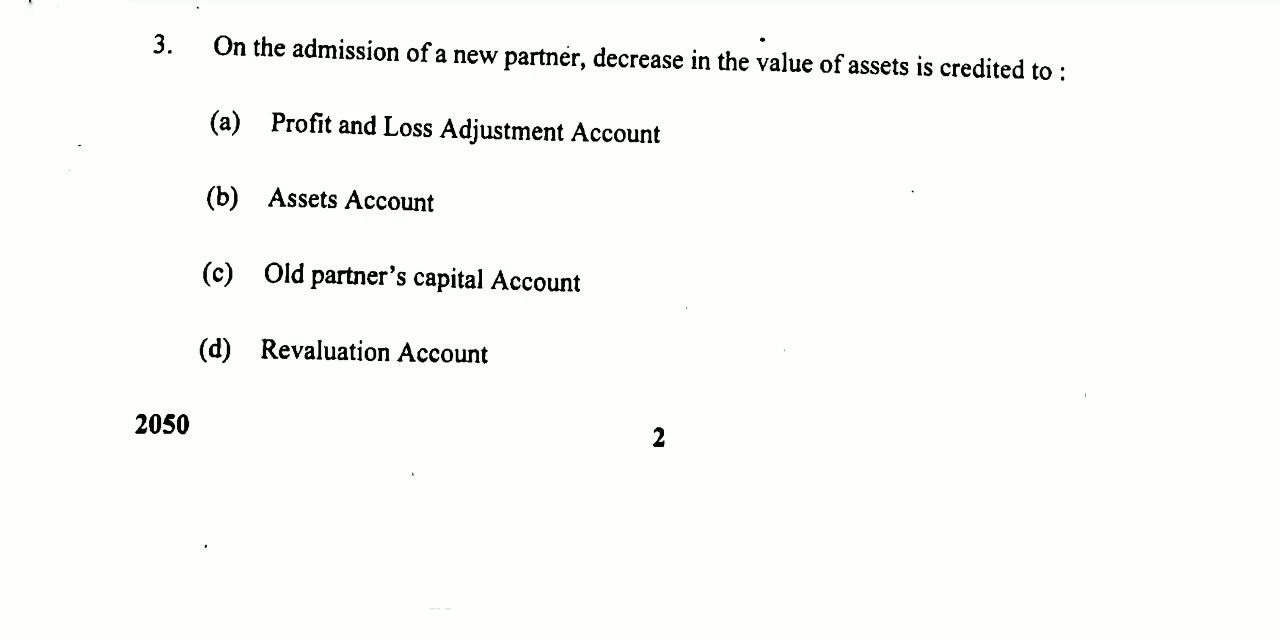 3. On the admission of a new partner, decrease in the value of assets is credited to :
(a) Profit and Loss Adjustment Account
(b) Assets Account
(c) Old partner's capital Account
(d) Revaluation Account
2050 2